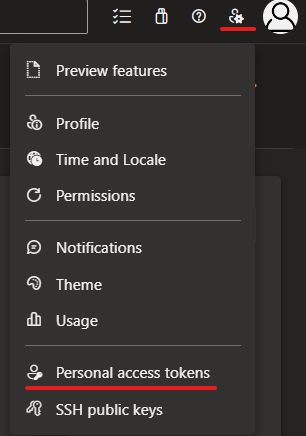 Preview features
Profile
Time and Locale
Permissions
Notifications
Theme
Usage
Personal access tokens
SSH public keys